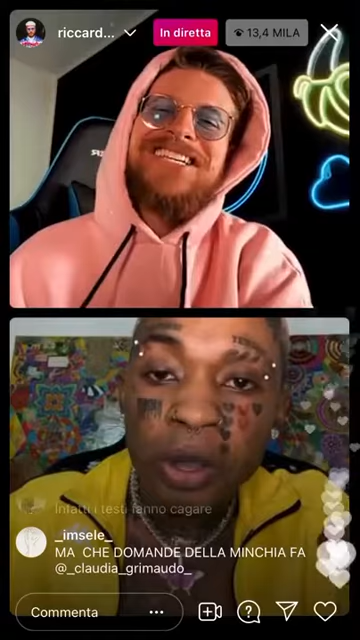 riccard...
In diretta
13,4 MILA
Infatti i testi fanno cagare
_imsele_
MA CHE DOMANDE DELLA MINCHIA FA
@_claudia_grimaudo_
Commenta